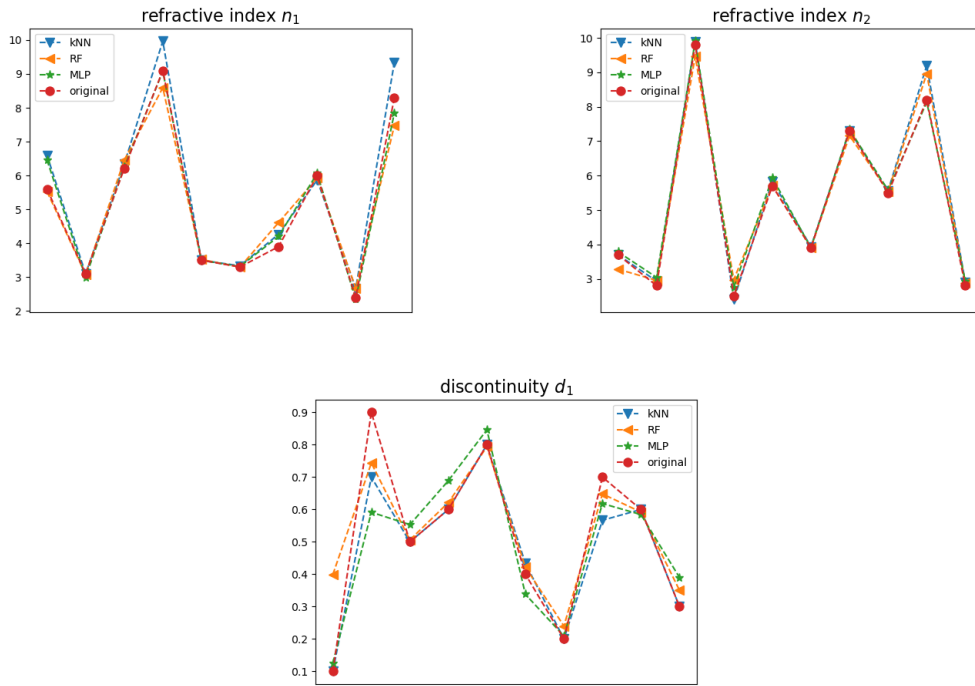 refractive index n₁
10
9
8
7
6
5
4
3
2
kNN
RF
MLP
original
refractive index n₂
10
9
8
7
6
5
4
3
kNN
RF
MLP
original
discontinuity d₁
0.9
0.8
0.7
0.6
0.5
0.4
0.3
0.2
0.1
kNN
RF
MLP
original